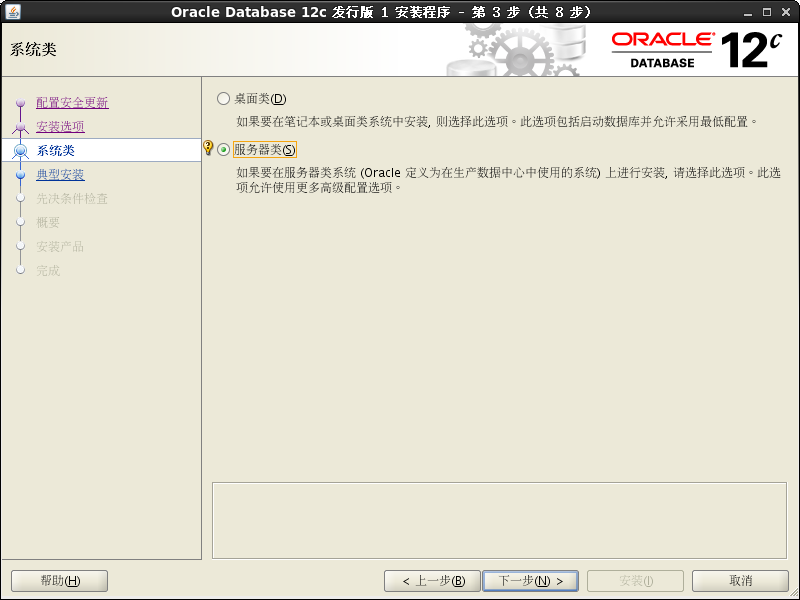 Oracle Database 12c 发行版 1 安装程序 - 第 3 步 (共 8 步)
系统类
ORACLE
DATABASE
12c
配置安全更新
安装选项
系统类
典型安装
先决条件检查
概要
安装产品
完成
桌面类(D)
如果要在笔记本或桌面类系统中安装, 则选择此选项。此选项包括启动数据库并允许采用最低配置。
服务器类(S)
如果要在服务器类系统 (Oracle 定义为在生产数据中心中使用的系统) 上进行安装, 请选择此选项。此选
项允许使用更多高级配置选项。
帮助(H)
< 上一步(B)
下一步(N) >
安装(I)
取消